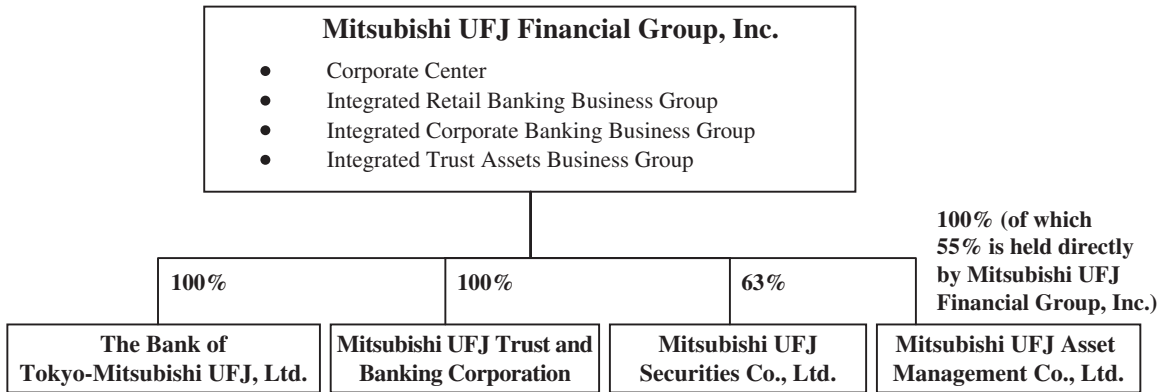 Mitsubishi UFJ Financial Group, Inc.
● Corporate Center
● Integrated Retail Banking Business Group
● Integrated Corporate Banking Business Group
● Integrated Trust Assets Business Group
100%
100%
63%
100% (of which
55% is held directly
by Mitsubishi UFJ
Financial Group, Inc.)
The Bank of
Tokyo-Mitsubishi UFJ, Ltd.
Mitsubishi UFJ Trust and
Banking Corporation
Mitsubishi UFJ
Securities Co., Ltd.
Mitsubishi UFJ Asset
Management Co., Ltd.